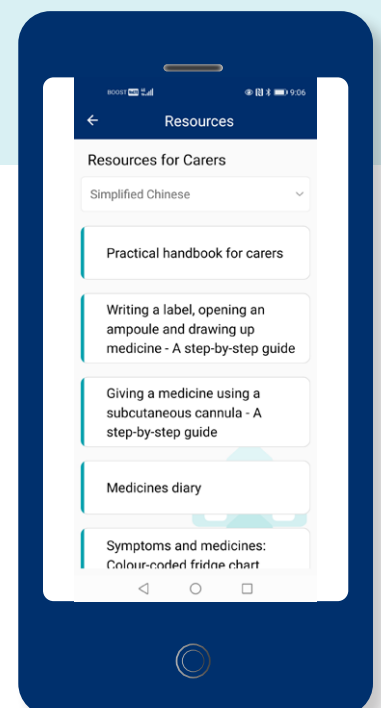 BOOST
9:06
Resources
Resources for Carers
Simplified Chinese
Practical handbook for carers
Writing a label, opening an
ampoule and drawing up
medicine - A step-by-step guide
Giving a medicine using a
subcutaneous cannula - A
step-by-step guide
Medicines diary
Symptoms and medicines:
Colour-coded fridge chart